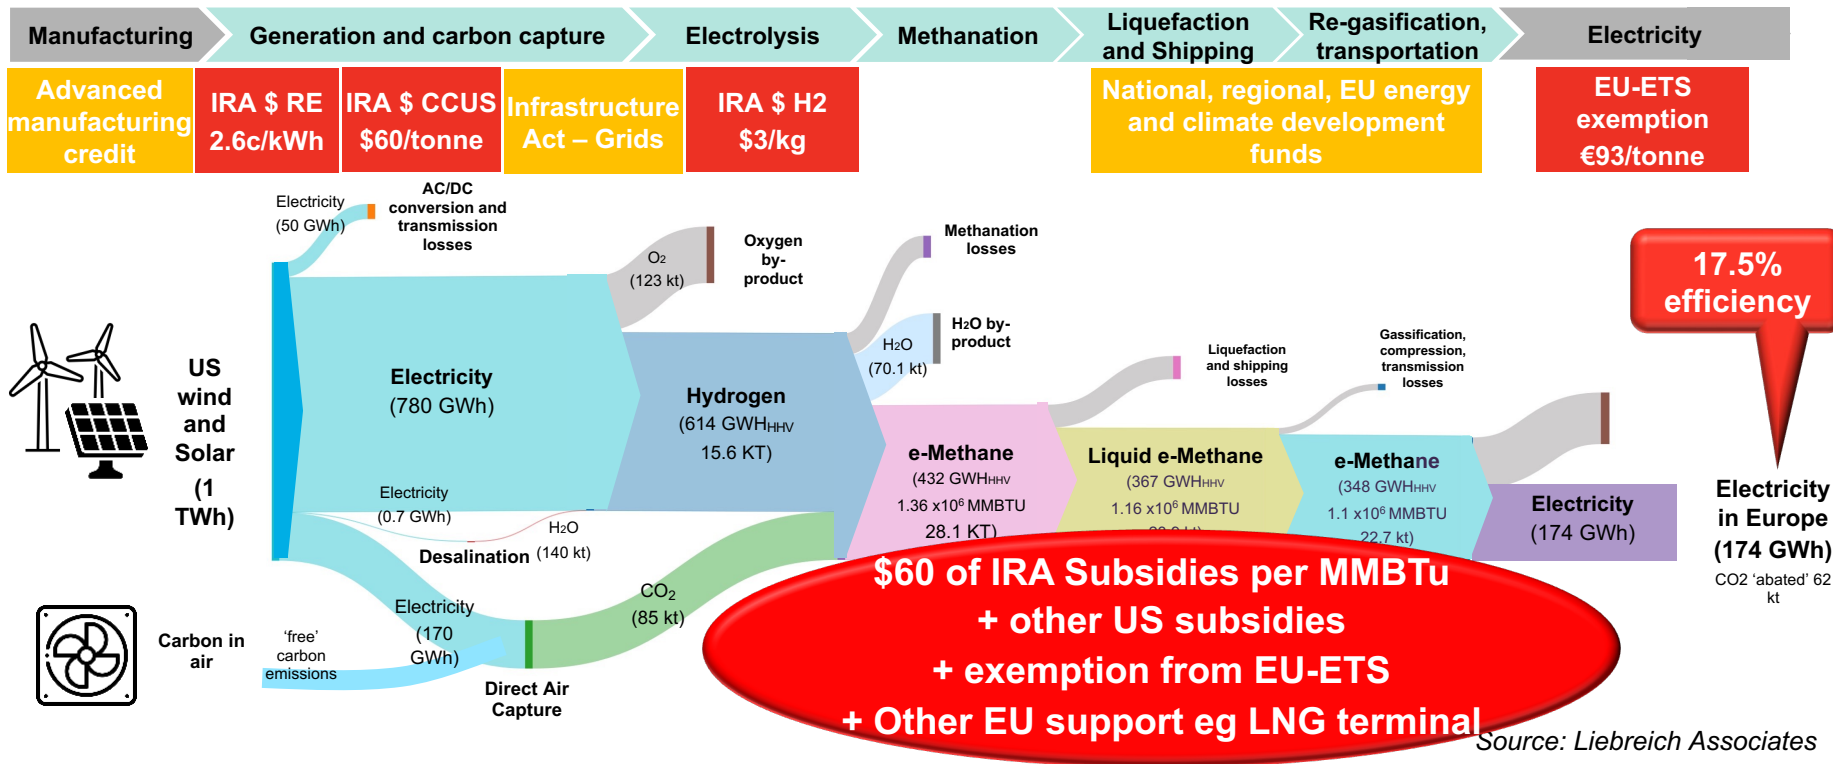 Manufacturing
Generation and carbon capture
Electrolysis
Methanation
Liquefaction
and Shipping
Re-gasification,
transportation
Electricity
Advanced
manufacturing
credit
IRA $ RE
2.6c/kWh
IRA $ CCUS
$60/tonne
Infrastructure
Act – Grids
IRA $ H2
$3/kg
National, regional, EU energy
and climate development
funds
EU-ETS
exemption
€93/tonne
Electricity
(50 GWh)
AC/DC
conversion and
transmission
losses
O2
(123 kt)
Oxygen
by-
product
Methanation
losses
17.5%
efficiency
US
wind
and
Solar
(1
TWh)
Electricity
(780 GWh)
Hydrogen
(614 GWHHHV
15.6 KT)
H2O
(70.1 kt)
H2O by-
product
Liquefaction
and shipping
losses
Gassification,
compression,
transmission
losses
e-Methane
(432 GWHHHV
1.36 x10⁶ MMBTU
28.1 KT)
Liquid e-Methane
(367 GWHHHV
1.16 x10⁶ MMBTU
e-Methane
(348 GWHHHV
1.1 x10⁶ MMBTU
22.7 kt)
Electricity
(174 GWh)
Electricity
in Europe
(174 GWh)
CO2 ‘abated’ 62
kt
Electricity
(0.7 GWh)
Desalination
H2O
(140 kt)
Carbon in
air
‘free’
carbon
emissions
Electricity
(170
GWh)
Direct Air
Capture
CO2
(85 kt)
$60 of IRA Subsidies per MMBTu
+ other US subsidies
+ exemption from EU-ETS
+ Other EU support eg LNG terminal
Source: Liebreich Associates